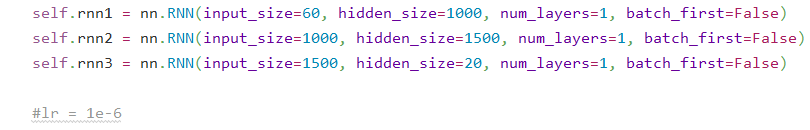 self.rnn1 = nn.RNN(input_size=60, hidden_size=1000, num_layers=1, batch_first=False)
self.rnn2 = nn.RNN(input_size=1000, hidden_size=1500, num_layers=1, batch_first=False)
self.rnn3 = nn.RNN(input_size=1500, hidden_size=20, num_layers=1, batch_first=False)
#lr = 1e-6